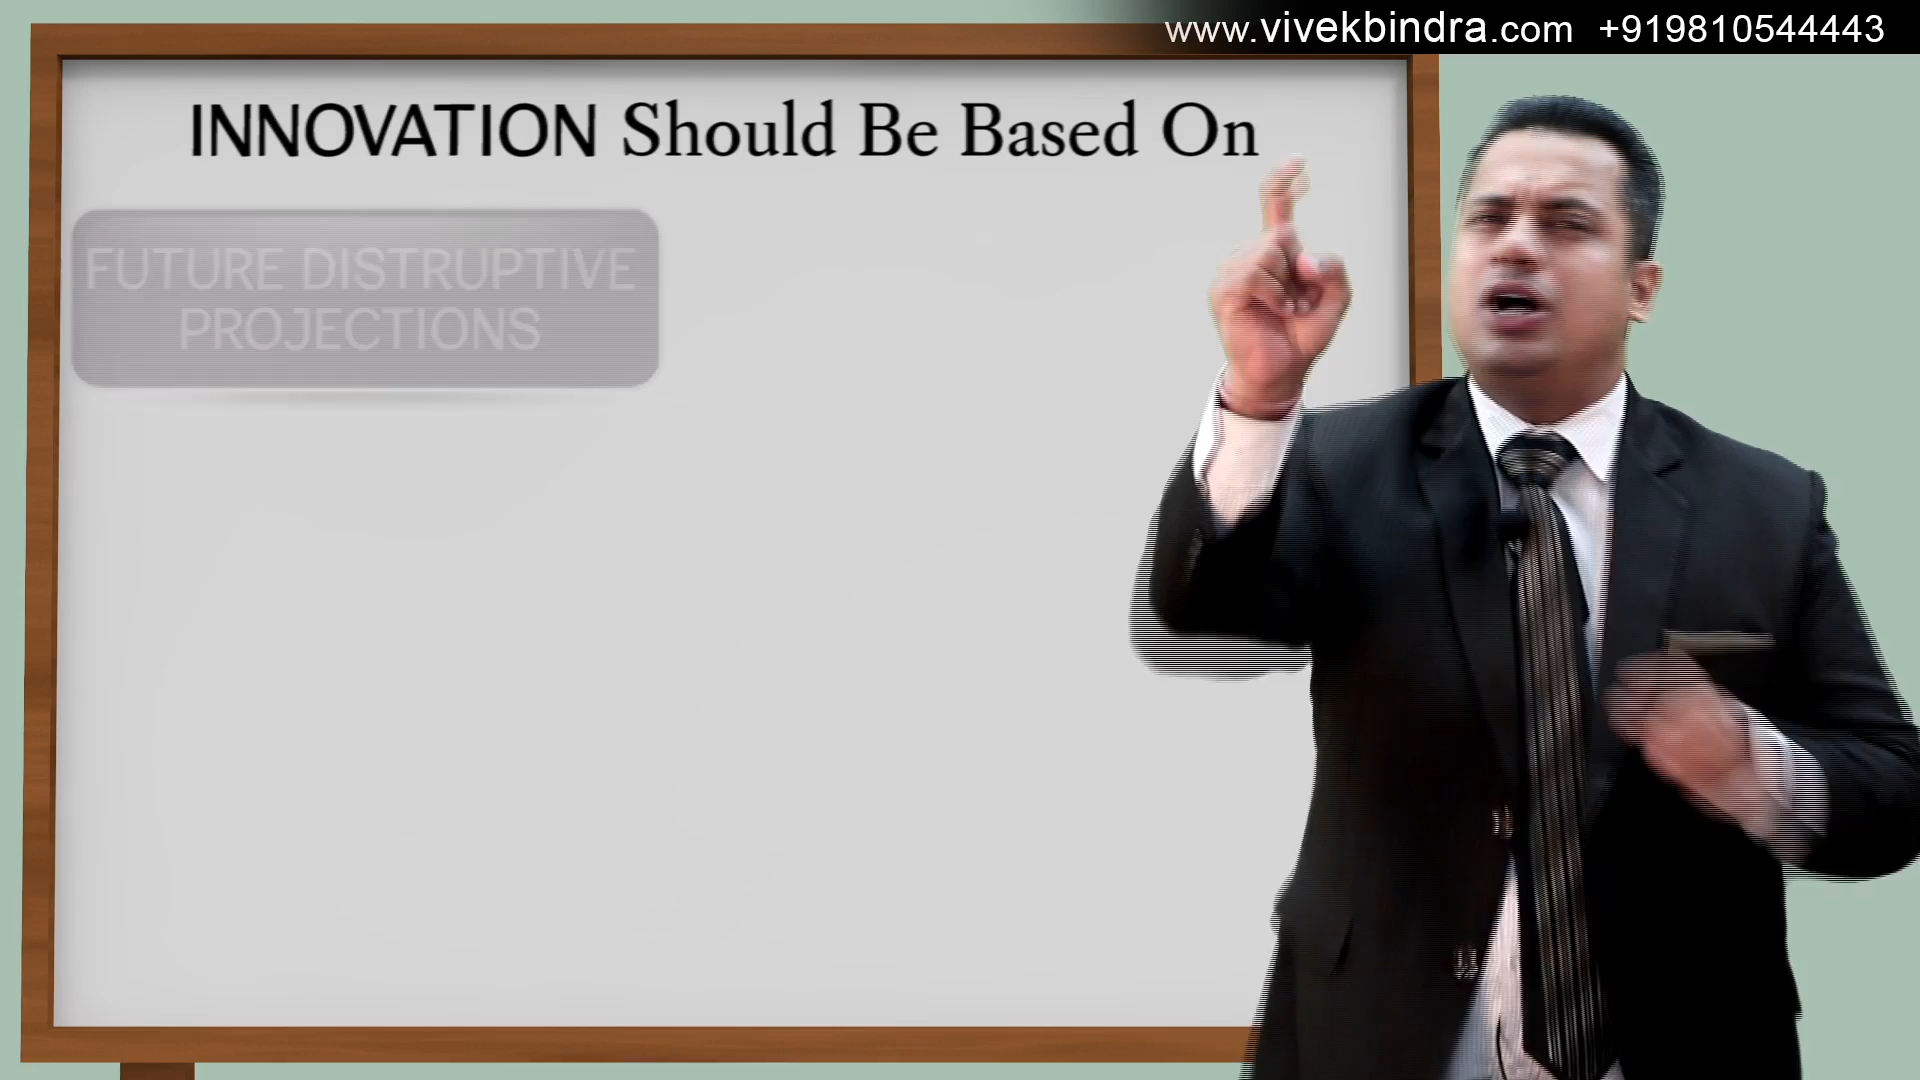 www.vivekbindra.com +919810544443
INNOVATION Should Be Based On
FUTURE DISTRUPTIVE
PROJECTIONS